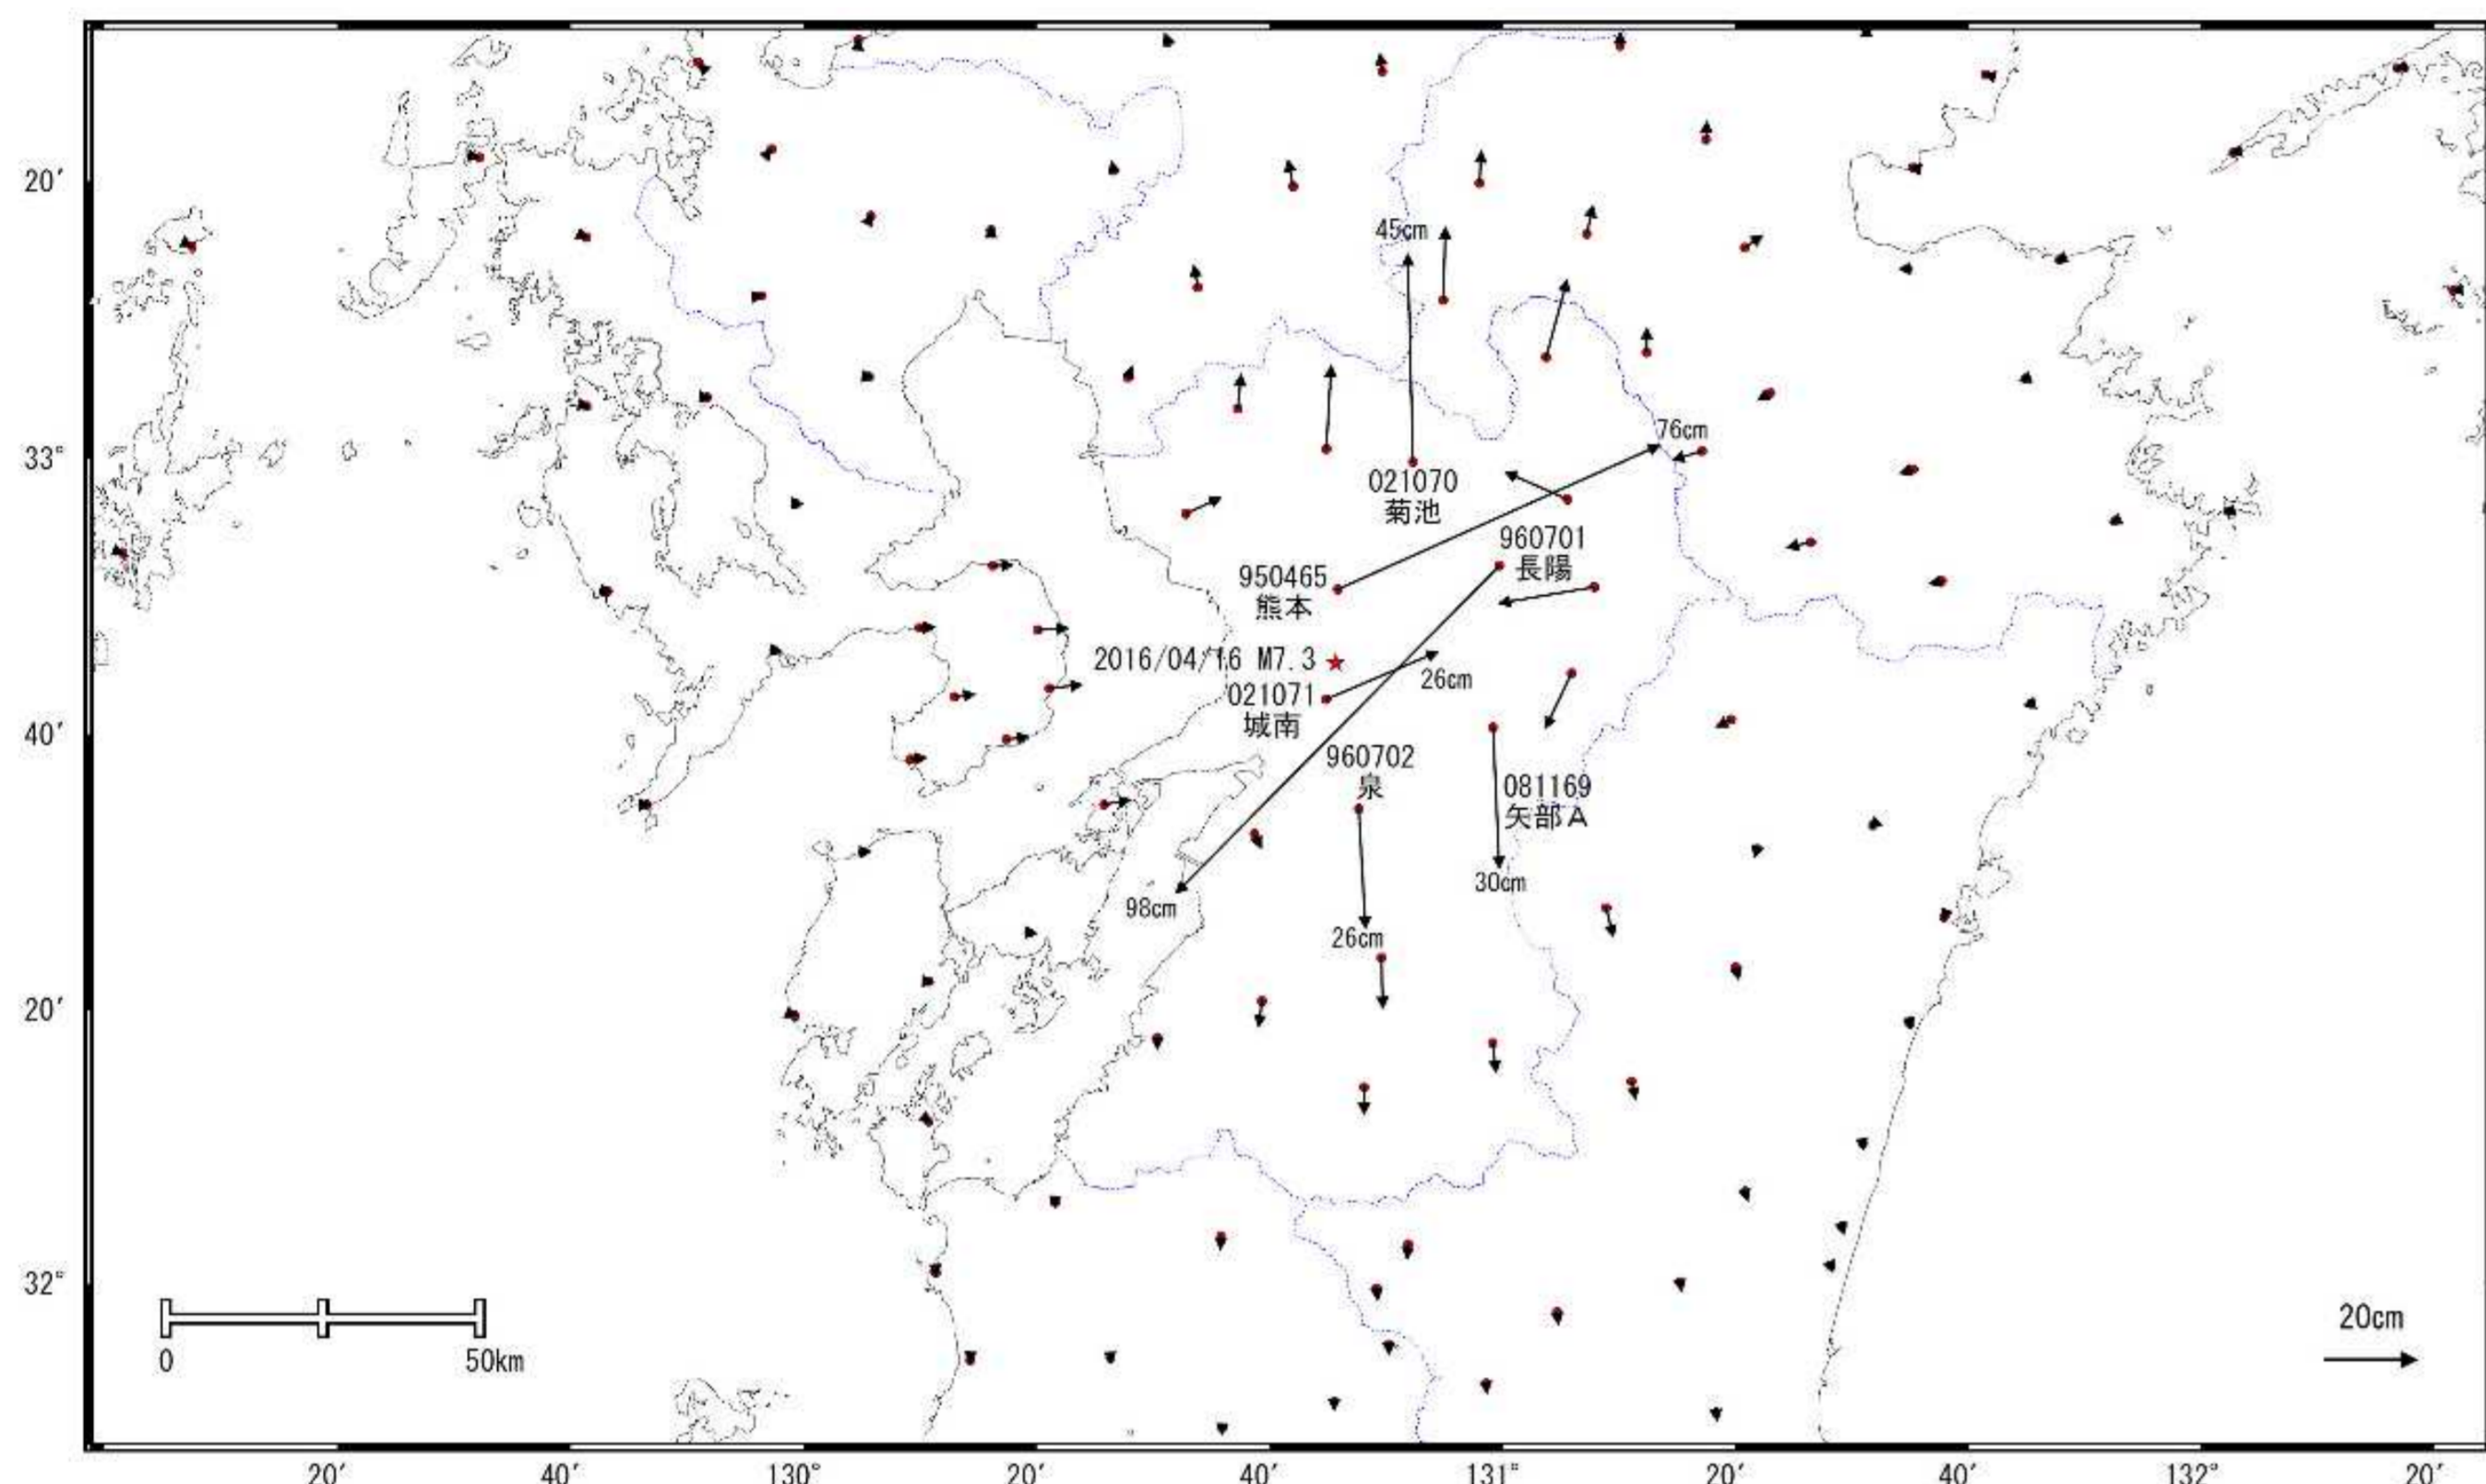 20′
45cm
76cm
33°
021070
菊池
960701
長陽
950465
熊本
2016/04/16 M7.3
26cm
021071
城南
40′
960702
泉
081169
矢部A
30cm
98cm
26cm
20′
32°
20cm
0 50km
20′ 40′ 130° 20′ 40′ 131° 20′ 40′ 132° 20′